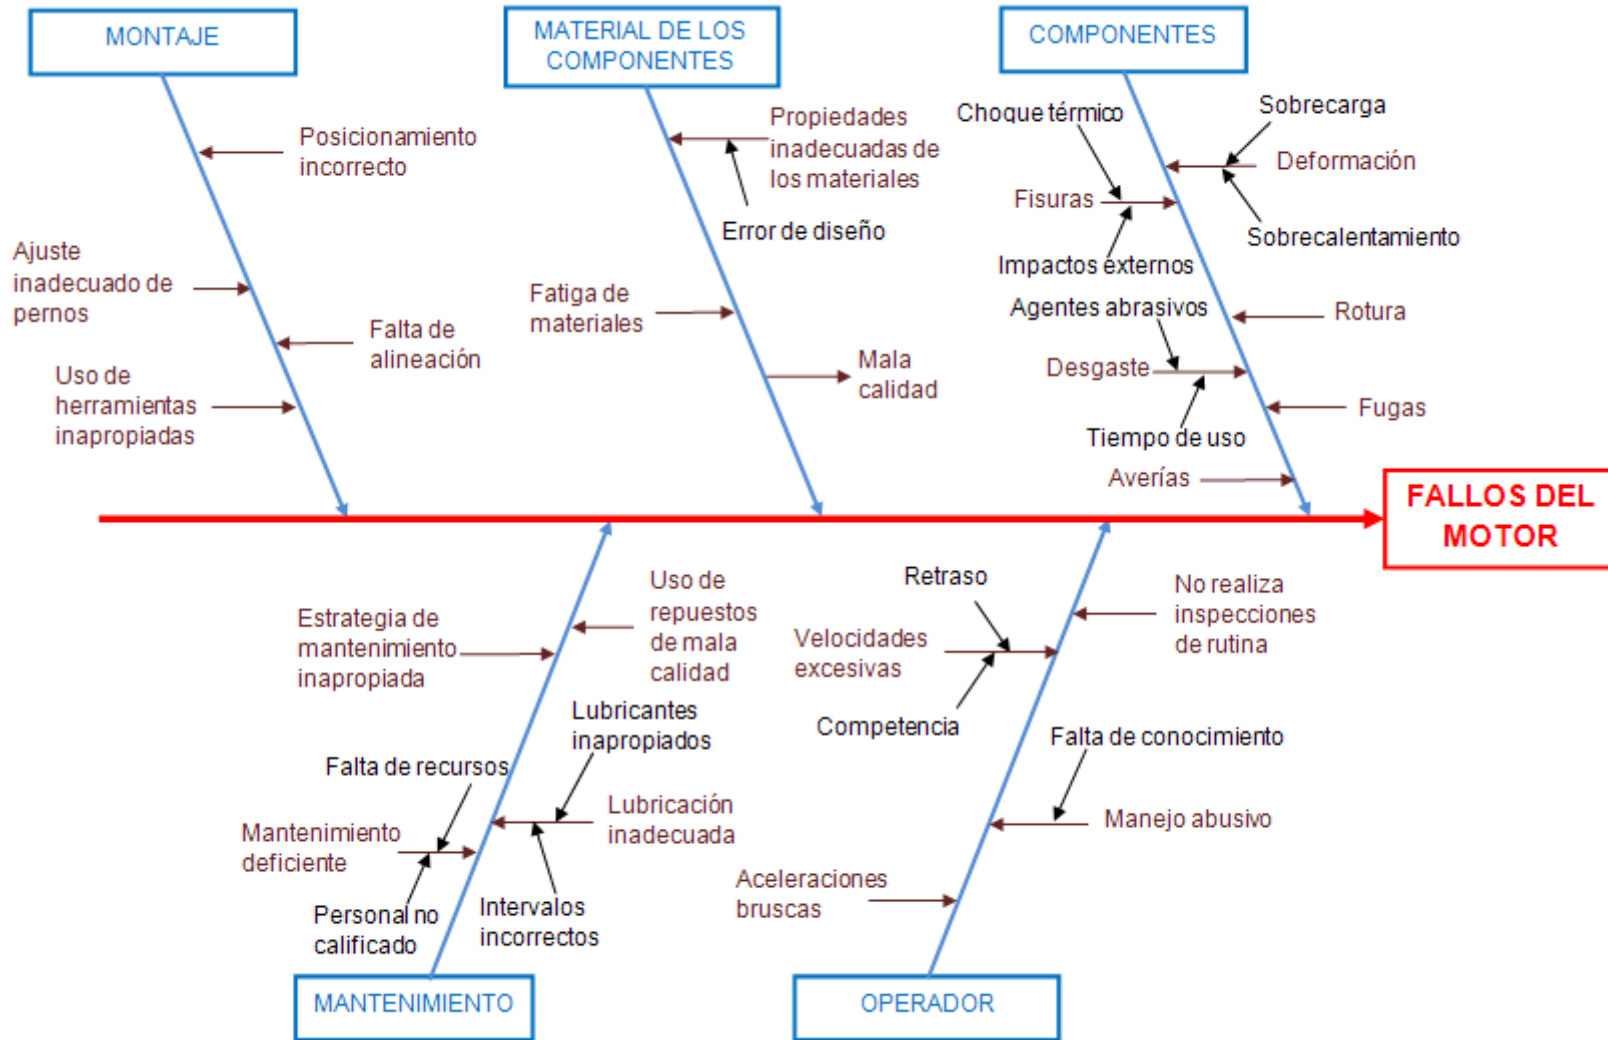 MONTAJE
MATERIAL DE LOS
COMPONENTES
COMPONENTES
Posicionamiento
incorrecto
Ajuste
inadecuado de
pernos
Falta de
alineación
Uso de
herramientas
inapropiadas
Propiedades
inadecuadas de
los materiales
Error de diseño
Fatiga de
materiales
Mala
calidad
Choque térmico
Sobrecarga
Deformación
Fisuras
Sobrecalentamiento
Impactos externos
Agentes abrasivos
Rotura
Desgaste
Fugas
Tiempo de uso
Averías
FALLOS DEL
MOTOR
Uso de
repuestos
de mala
calidad
Estrategia de
mantenimiento
inapropiada
Lubricantes
inapropiados
Falta de recursos
Lubricación
inadecuada
Mantenimiento
deficiente
Personal no
calificado
Intervalos
incorrectos
Retraso
No realiza
inspecciones
de rutina
Velocidades
excesivas
Competencia
Falta de conocimiento
Manejo abusivo
Aceleraciones
bruscas
MANTENIMIENTO
OPERADOR